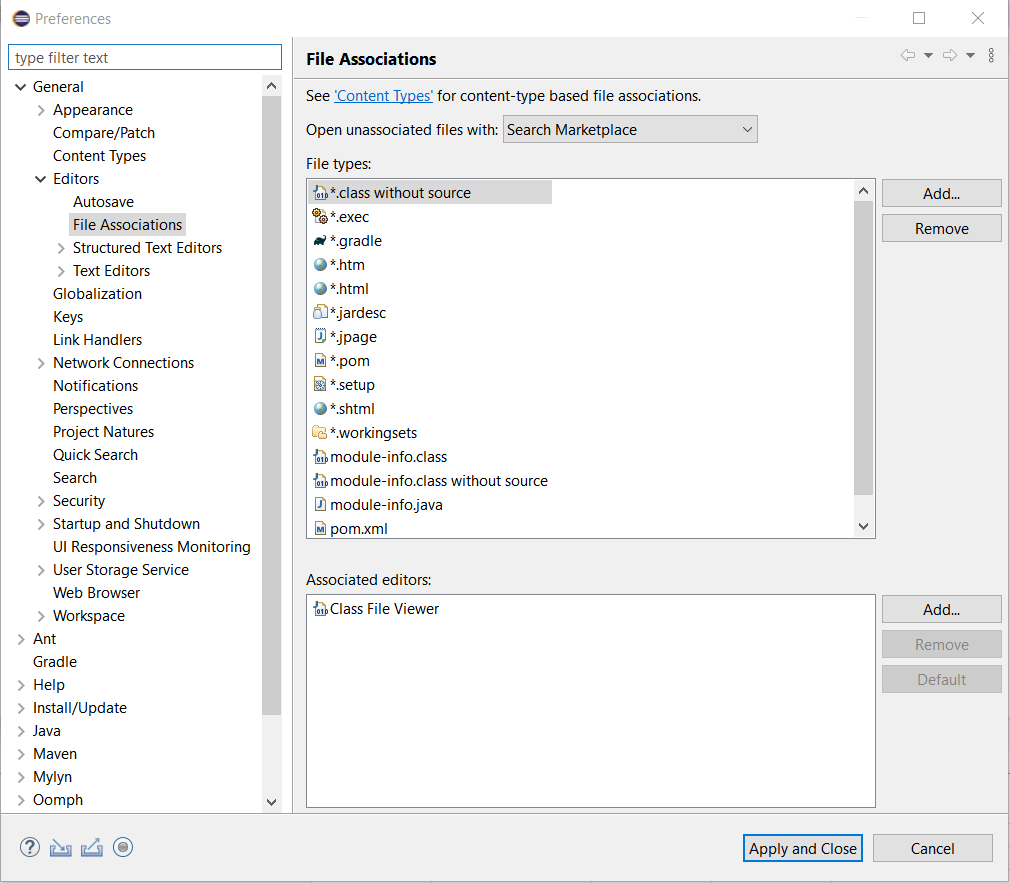 Preferences
type filter text
General
Appearance
Compare/Patch
Content Types
Editors
Autosave
File Associations
Structured Text Editors
Text Editors
Globalization
Keys
Link Handlers
Network Connections
Notifications
Perspectives
Project Natures
Quick Search
Search
Security
Startup and Shutdown
UI Responsiveness Monitoring
User Storage Service
Web Browser
Workspace
Ant
Gradle
Help
Install/Update
Java
Maven
Mylyn
Oomph
File Associations
See 'Content Types' for content-type based file associations.
Open unassociated files with: Search Marketplace
File types:
*.class without source
*.exec
*.gradle
*.htm
*.html
*.jardesc
*.jpage
*.pom
*.setup
*.shtml
*.workingsets
module-info.class
module-info.class without source
module-info.java
pom.xml
Add...
Remove
Associated editors:
Class File Viewer
Add...
Remove
Default
Apply and Close
Cancel